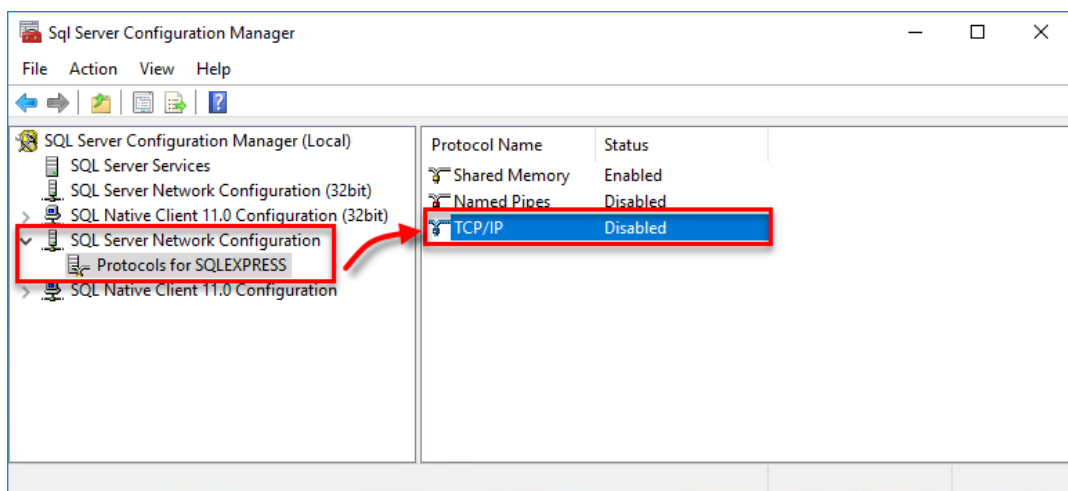 Sql Server Configuration Manager
File Action View Help
SQL Server Configuration Manager (Local)
SQL Server Services
SQL Server Network Configuration (32bit)
SQL Native Client 11.0 Configuration (32bit)
SQL Server Network Configuration
Protocols for SQLEXPRESS
SQL Native Client 11.0 Configuration
Protocol Name Status
Shared Memory Enabled
Named Pipes Disabled
TCP/IP Disabled